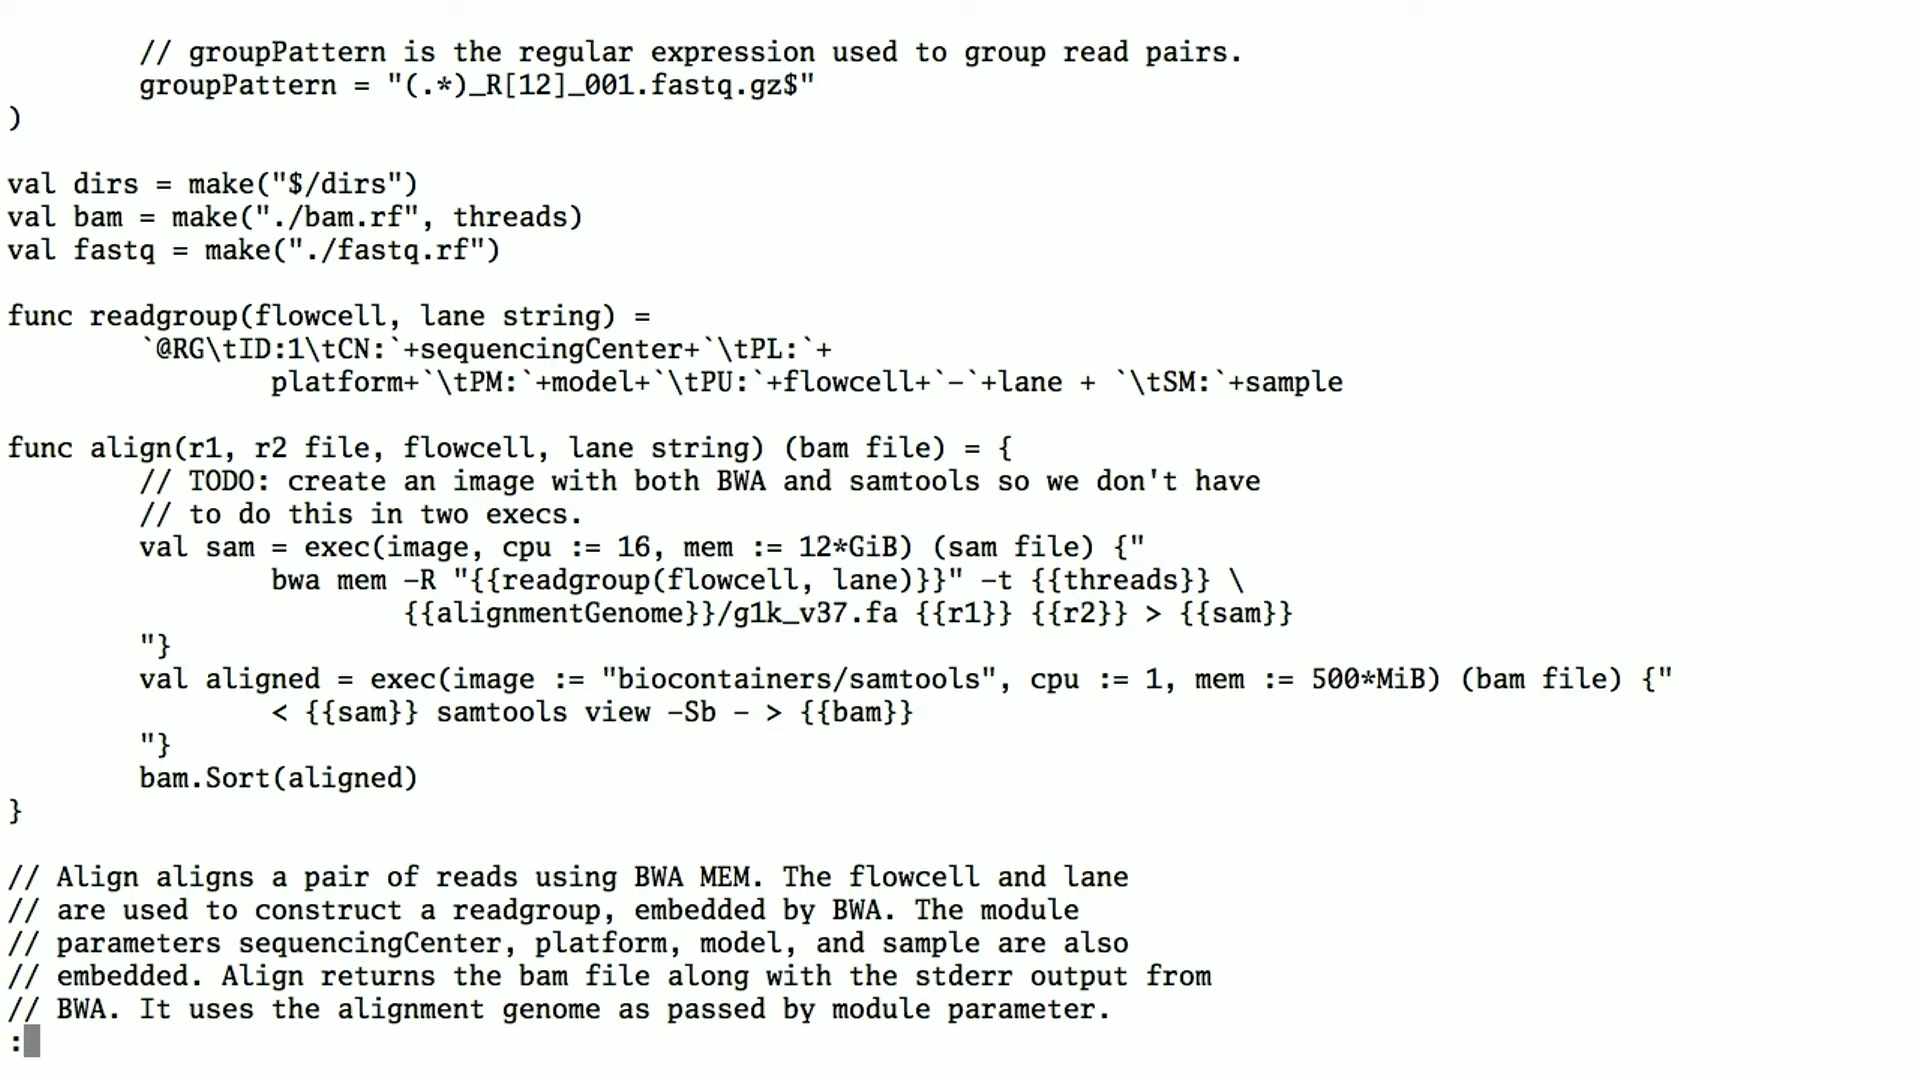 // groupPattern is the regular expression used to group read pairs.
groupPattern = "(.*)_R[12]_001.fastq.gz$"
)
val dirs = make("$/dirs")
val bam = make("./bam.rf", threads)
val fastq = make("./fastq.rf")
func readgroup(flowcell, lane string) =
`@RG\tID:1\tCN:`+sequencingCenter+`\tPL:`+
platform+`\tPM:`+model+`\tPU:`+flowcell+`-`+lane + `\tSM:`+sample
func align(r1, r2 file, flowcell, lane string) (bam file) = {
// TODO: create an image with both BWA and samtools so we don't have
// to do this in two execs.
val sam = exec(image, cpu := 16, mem := 12*GiB) (sam file) {"
bwa mem -R "{{readgroup(flowcell, lane)}}" -t {{threads}} \
{{alignmentGenome}}/g1k_v37.fa {{r1}} {{r2}} > {{sam}}
"}
val aligned = exec(image := "biocontainers/samtools", cpu := 1, mem := 500*MiB) (bam file) {"
< {{sam}} samtools view -Sb - > {{bam}}
"}
bam.Sort(aligned)
}
// Align aligns a pair of reads using BWA MEM. The flowcell and lane
// are used to construct a readgroup, embedded by BWA. The module
// parameters sequencingCenter, platform, model, and sample are also
// embedded. Align returns the bam file along with the stderr output from
// BWA. It uses the alignment genome as passed by module parameter.
: